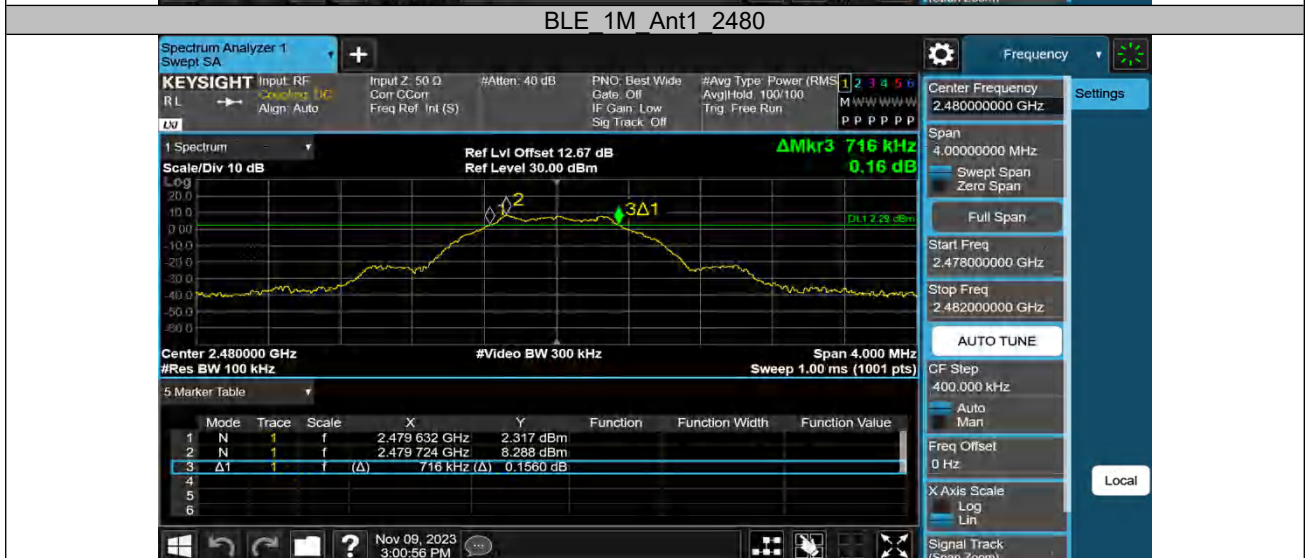 BLE_1M_Ant1_2480
Spectrum Analyzer 1
Swept SA
+
Frequency
KEYSIGHT
RL
LXI
Input: RF
Coupling: DC
Align: Auto
Input Z: 50 Ω
Corr CCorr
Freq Ref: Int (S)
#Atten: 40 dB
PNO: Best Wide
Gate: Off
IF Gain: Low
Sig Track: Off
#Avg Type: Power (RMS
Avg|Hold: 100/100
Trig: Free Run
1 2 3 4 5 6
M W W W W W
P P P P P P
1 Spectrum
Scale/Div 10 dB
Ref Lvl Offset 12.67 dB
Ref Level 30.00 dBm
ΔMkr3 716 kHz
0.16 dB
Log
20.0
10.0
0.00
-10.0
-20.0
-30.0
-40.0
-50.0
-60.0
1
2
3Δ1
DL1 2.29 dBm
Center 2.480000 GHz
#Video BW 300 kHz
Span 4.000 MHz
#Res BW 100 kHz
Sweep 1.00 ms (1001 pts)
5 Marker Table
Mode Trace Scale X Y Function Function Width Function Value
1 N 1 f 2.479 632 GHz 2.317 dBm
2 N 1 f 2.479 724 GHz 8.288 dBm
3 Δ1 1 f (Δ) 716 kHz (Δ) 0.1560 dB
4
5
6
?
Nov 09, 2023
3:00:56 PM
Center Frequency
2.480000000 GHz
Settings
Span
4.00000000 MHz
Swept Span
Zero Span
Full Span
Start Freq
2.478000000 GHz
Stop Freq
2.482000000 GHz
AUTO TUNE
CF Step
400.000 kHz
Auto
Man
Freq Offset
0 Hz
Local
X Axis Scale
Log
Lin
Signal Track
(Span Zoom)